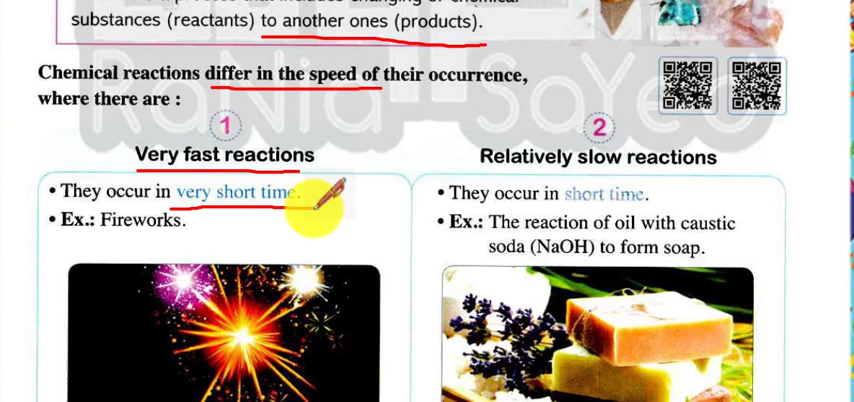 substances (reactants) to another ones (products).
Chemical reactions differ in the speed of their occurrence,
where there are :
1
Very fast reactions
• They occur in very short time.
• Ex.: Fireworks.
2
Relatively slow reactions
• They occur in short time.
• Ex.: The reaction of oil with caustic
soda (NaOH) to form soap.
Rania SaYed